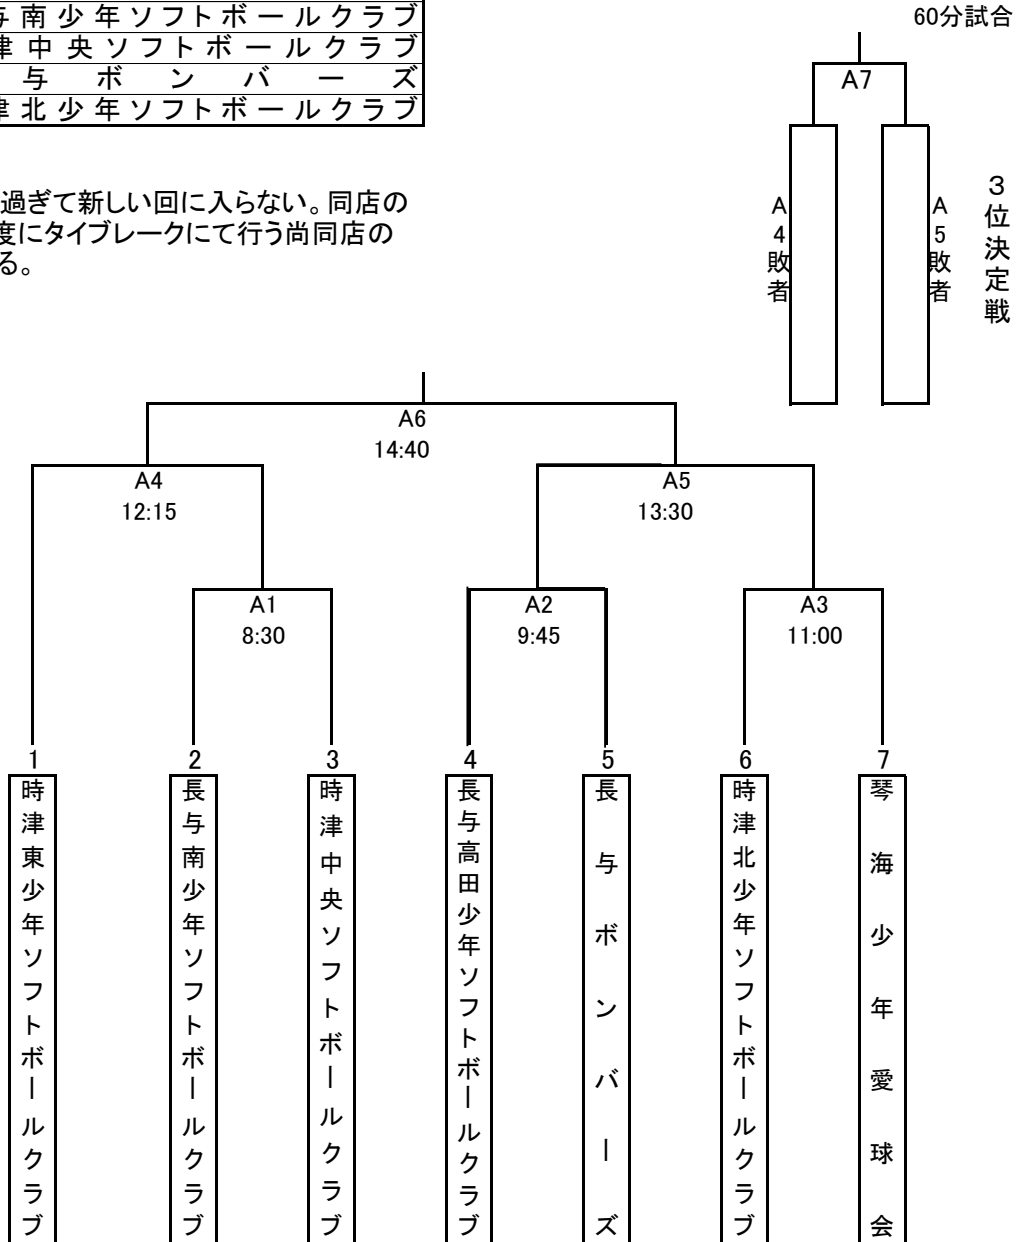 与南少年ソフトボールクラブ
津中央ソフトボールクラブ
与ボンバーズ
津北少年ソフトボールクラブ
60分試合
A7
A4敗者
A5敗者
3位決定戦
過ぎて新しい回に入らない。同店の
度にタイブレークにて行う尚同店の
る。
A6
14:40
A4
12:15
A5
13:30
A1
8:30
A2
9:45
A3
11:00
1
2
3
4
5
6
7
時津東少年ソフトボールクラブ
長与南少年ソフトボールクラブ
時津中央ソフトボールクラブ
長与高田少年ソフトボールクラブ
長与ボンバーズ
時津北少年ソフトボールクラブ
琴海少年愛球会